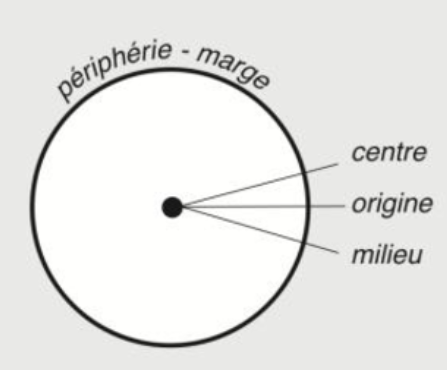 périphérie - marge
centre
origine
milieu